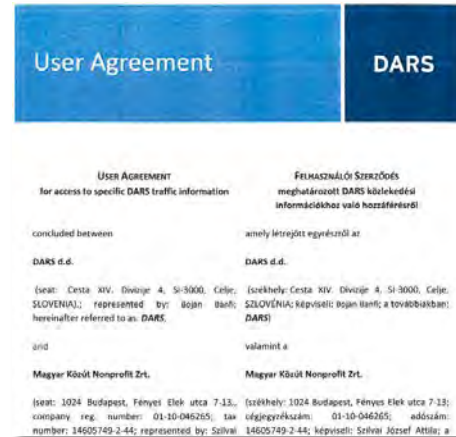 User Agreement
DARS
USER AGREEMENT
for access to specific DARS traffic information
concluded between
DARS d.d.
(seat: Cesta XIV. Divizije 4, SI-3000, Celje,
SLOVENIA).; represented by: Bojan Banfi;
hereinafter referred to as: DARS,
and
Magyar Közút Nonprofit Zrt.
(seat: 1024 Budapest, Fényes Elek utca 7-13.,
company reg. number: 01-10-046265; tax
number: 14605749-2-44; represented by: Szilvai
FELHASZNÁLÓI SZERZŐDÉS
meghatározott DARS közlekedési
információkhoz való hozzáférésről
amely létrejött egyrészről az
DARS d.d.
(székhely: Cesta XIV. Divizije 4, SI-3000, Celje,
SZLOVÉNIA; képviseli: Bojan Banfi; a továbbiakban:
DARS)
valamint a
Magyar Közút Nonprofit Zrt.
(székhely: 1024 Budapest, Fényes Elek utca 7-13;
cégjegyzékszám: 01-10-046265; adószám:
14605749-2-44; képviseli: Szilvai József Attila; a